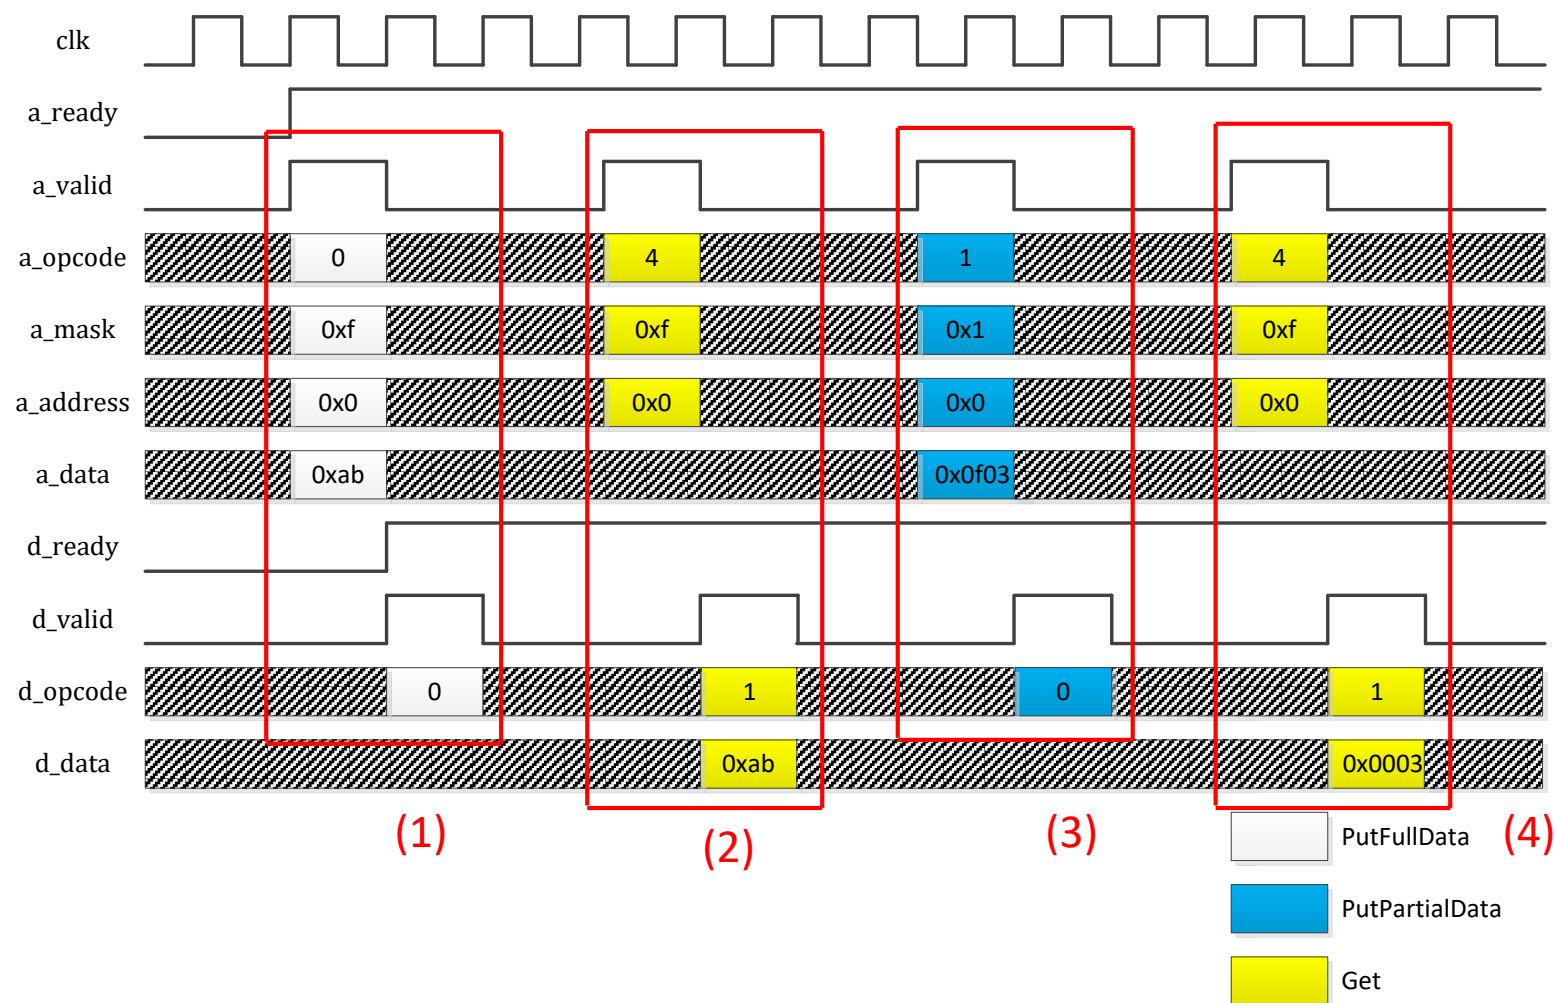 clk
a_ready
a_valid
a_opcode 0 4 1 4
a_mask 0xf 0xf 0x1 0xf
a_address 0x0 0x0 0x0 0x0
a_data 0xab 0x0f03
d_ready
d_valid
d_opcode 0 1 0 1
d_data 0xab 0x0003
(1) (2) (3) (4)
PutFullData
PutPartialData
Get